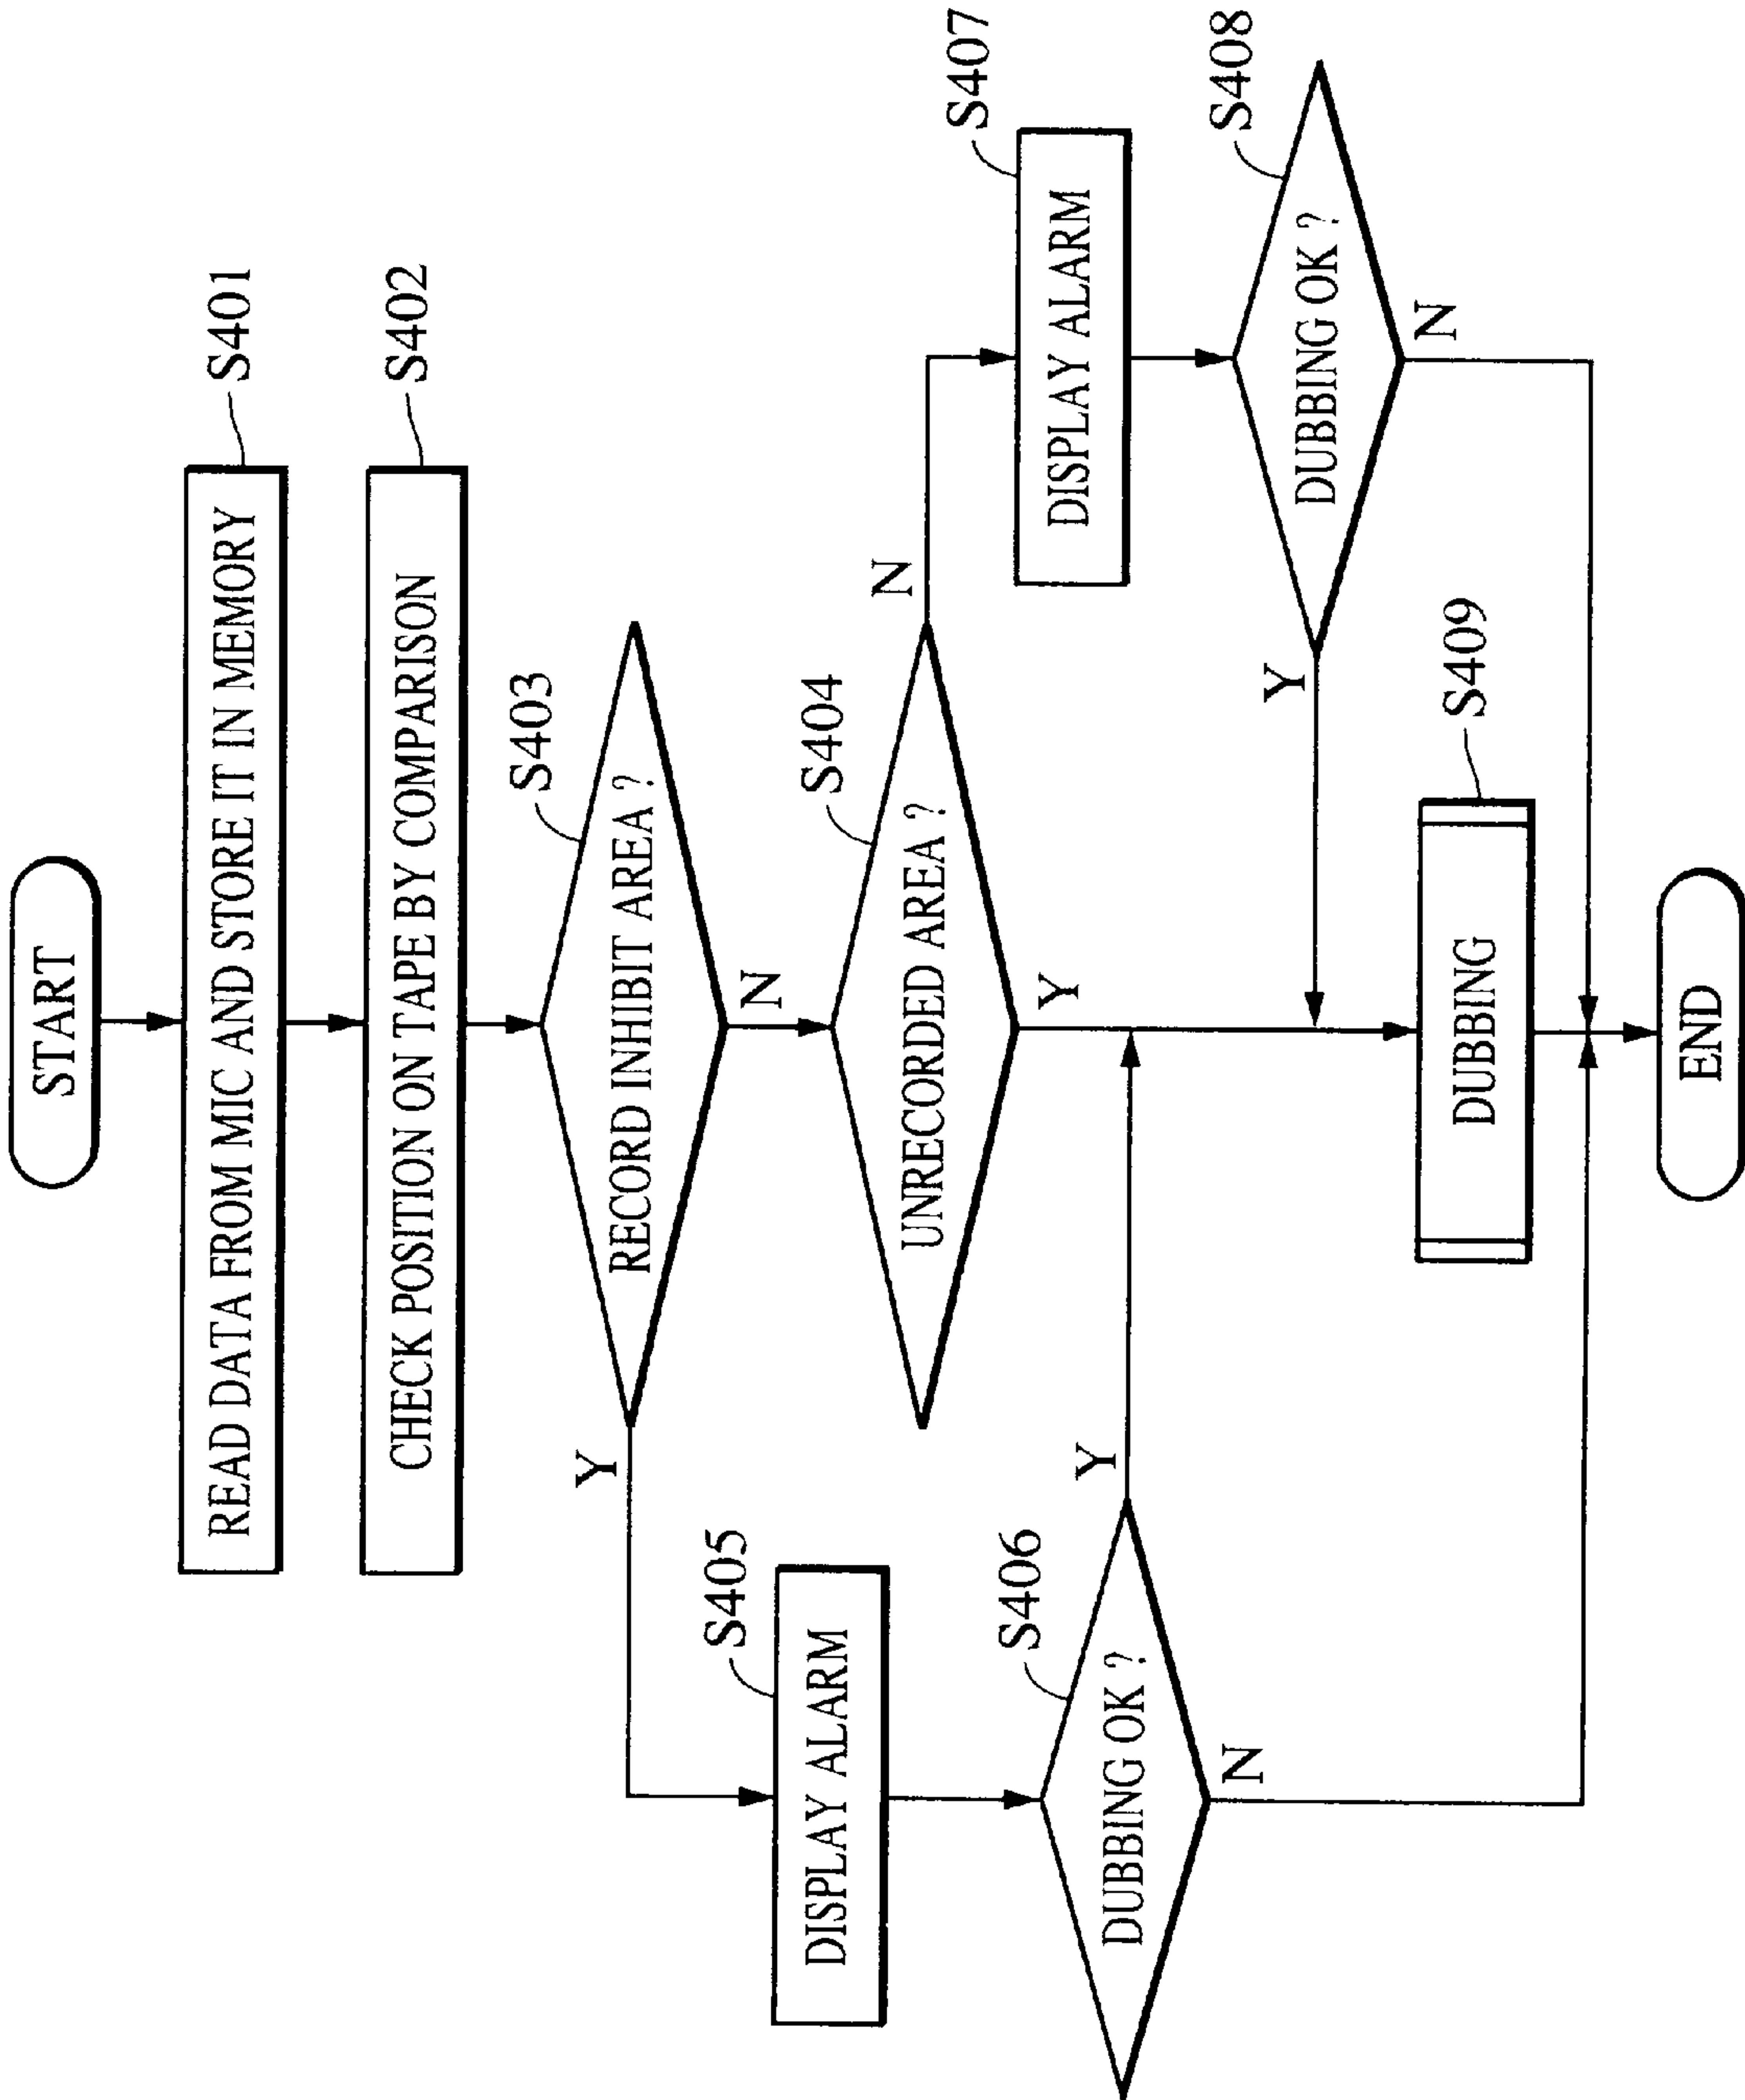 START
READ DATA FROM MIC AND STORE IT IN MEMORY
S401
CHECK POSITION ON TAPE BY COMPARISON
S402
RECORD INHIBIT AREA ?
S403
Y
N
UNRECORDED AREA ?
S404
N
Y
DISPLAY ALARM
S405
DUBBING OK ?
S406
Y
N
DISPLAY ALARM
S407
DUBBING OK ?
S408
Y
N
DUBBING
S409
END